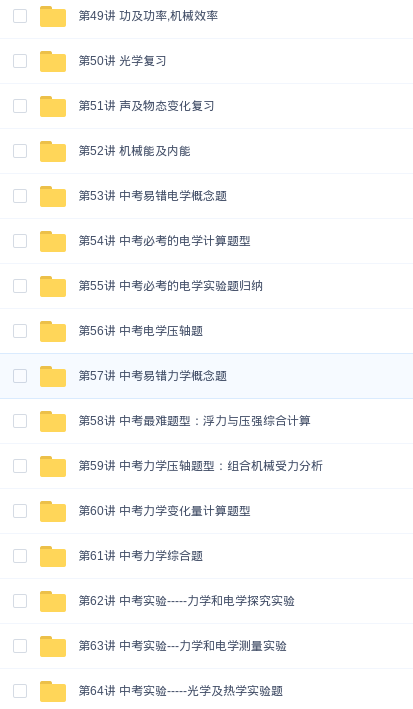 第49讲 功及功率,机械效率
第50讲 光学复习
第51讲 声及物态变化复习
第52讲 机械能及内能
第53讲 中考易错电学概念题
第54讲 中考必考的电学计算题型
第55讲 中考必考的电学实验题归纳
第56讲 中考电学压轴题
第57讲 中考易错力学概念题
第58讲 中考最难题型：浮力与压强综合计算
第59讲 中考力学压轴题型：组合机械受力分析
第60讲 中考力学变化量计算题型
第61讲 中考力学综合题
第62讲 中考实验-----力学和电学探究实验
第63讲 中考实验---力学和电学测量实验
第64讲 中考实验-----光学及热学实验题